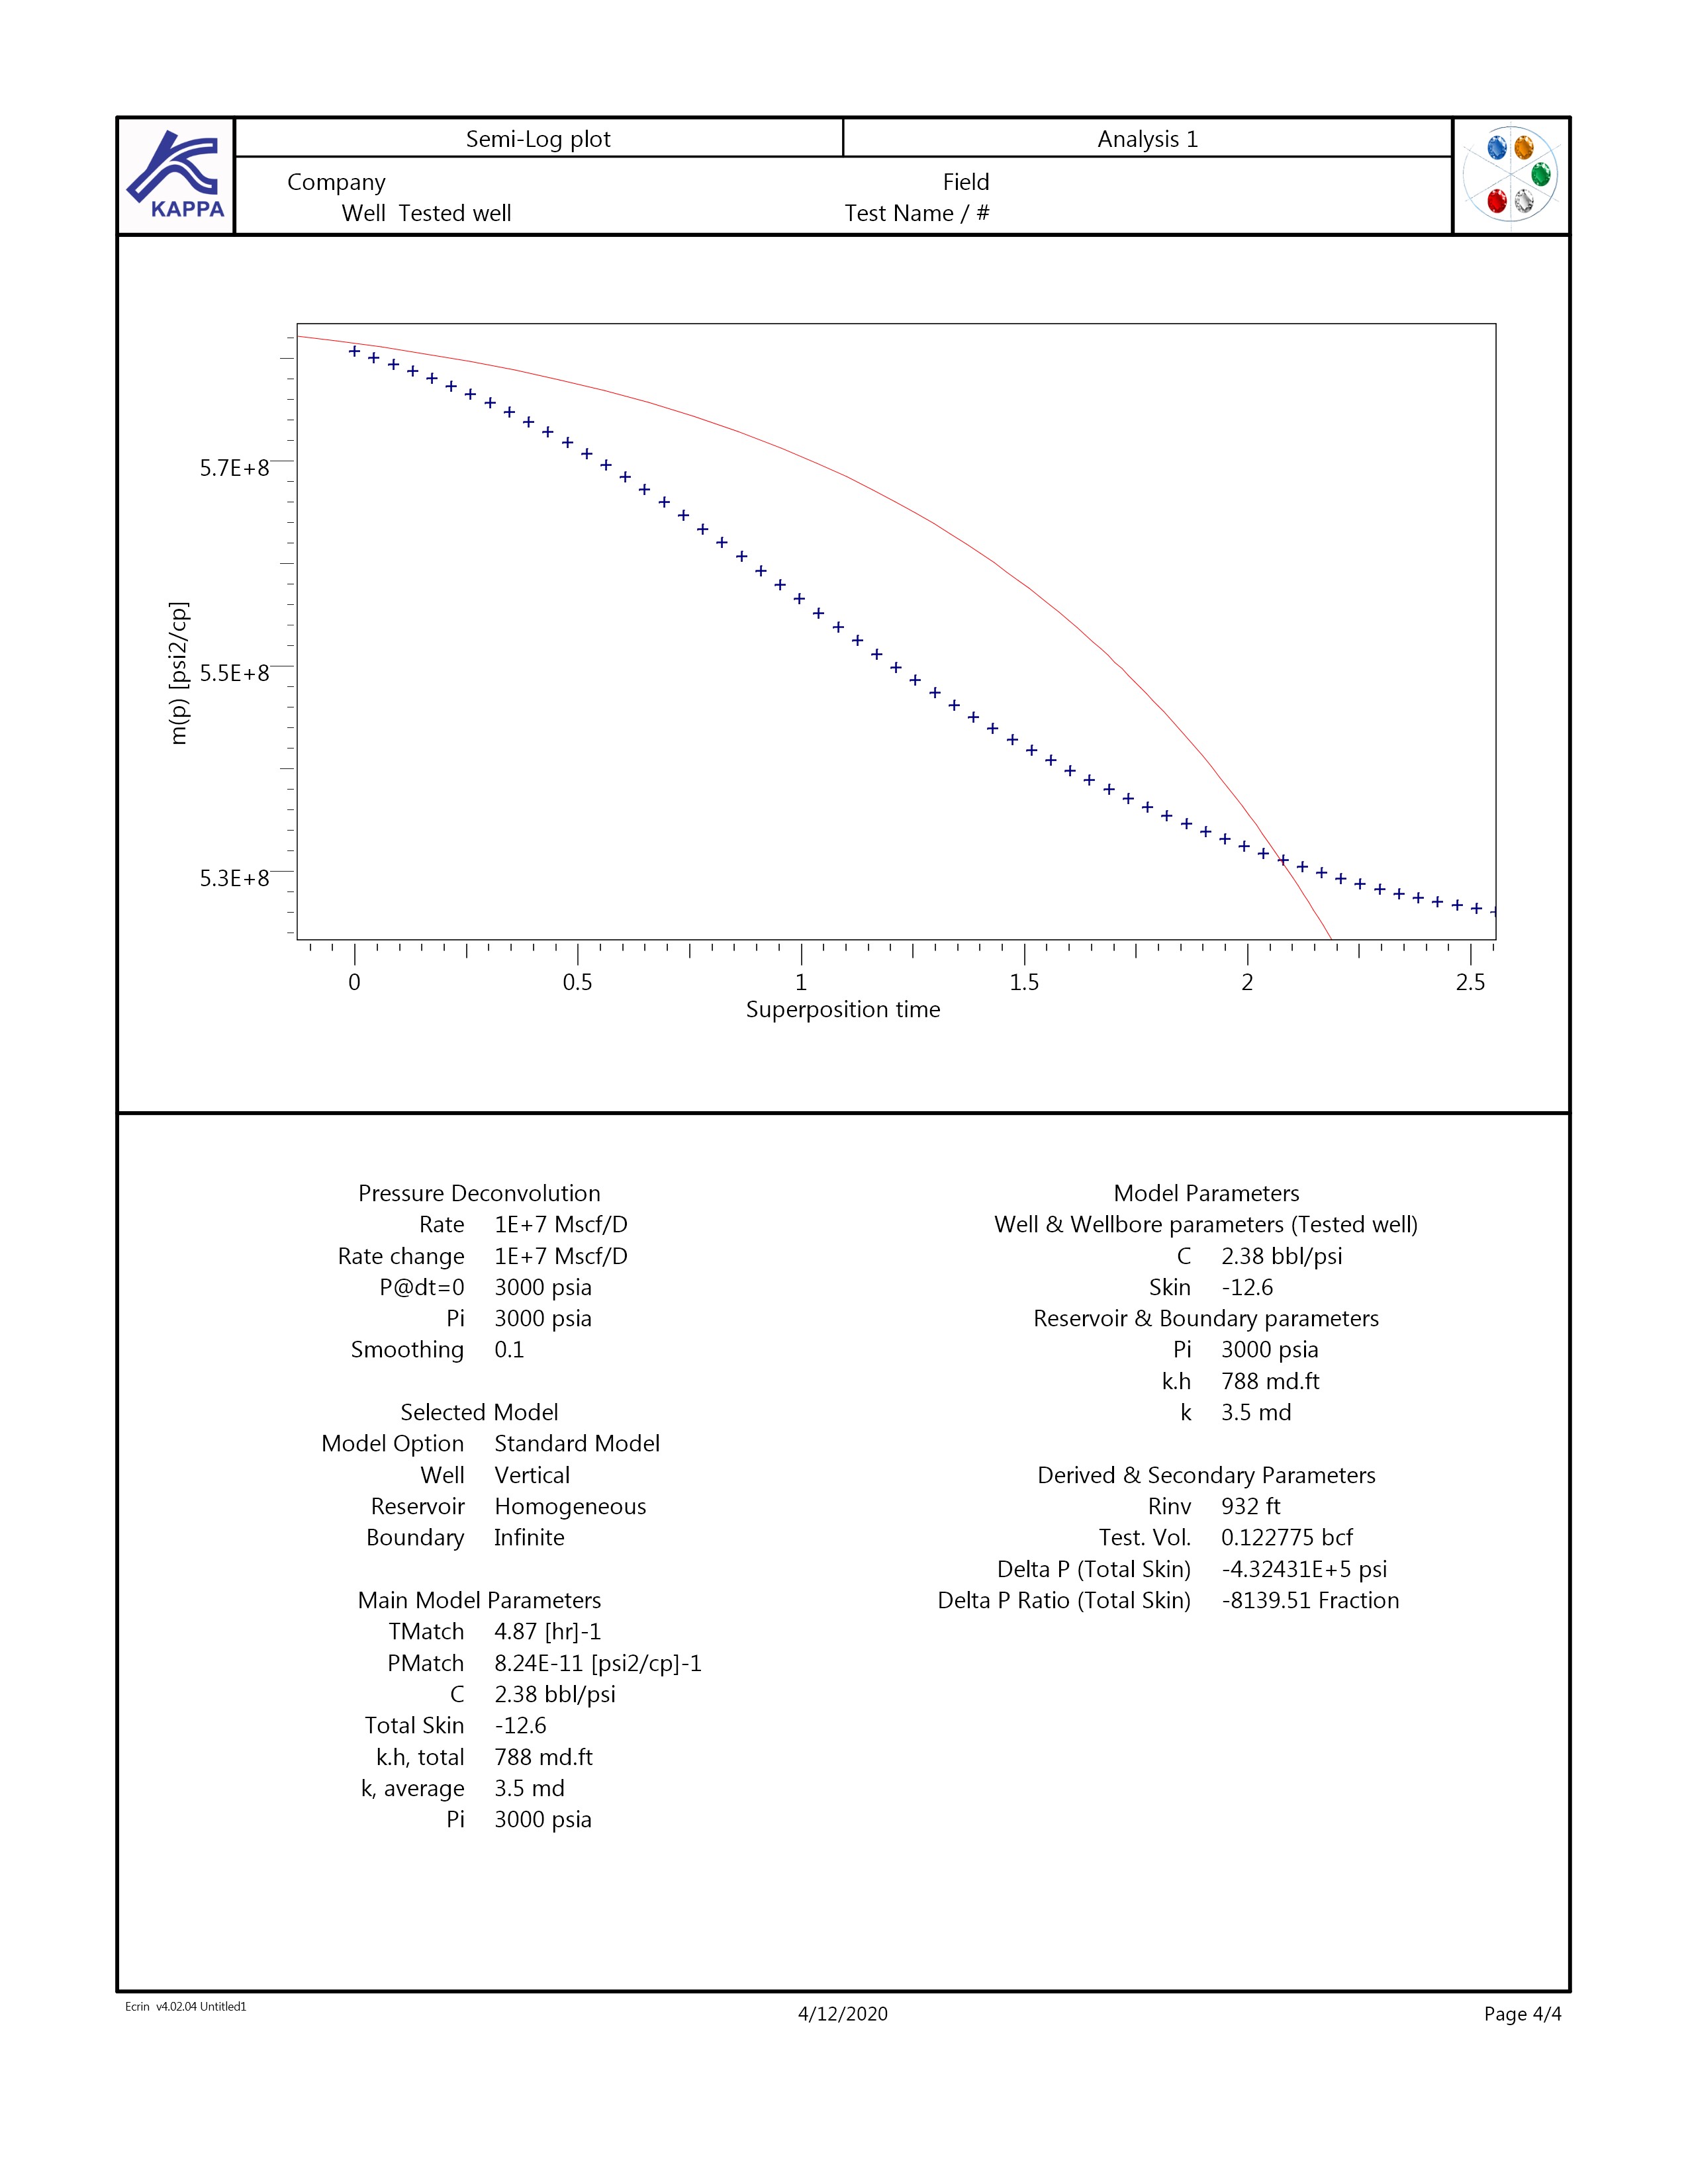 Semi-Log plot
Analysis 1
KAPPA
Company
Field
Well Tested well
Test Name / #
5.7E+8
5.5E+8
5.3E+8
m(p) [psi2/cp]
0 0.5 1 1.5 2 2.5
Superposition time
Pressure Deconvolution
Rate 1E+7 Mscf/D
Rate change 1E+7 Mscf/D
P@dt=0 3000 psia
Pi 3000 psia
Smoothing 0.1
Selected Model
Model Option Standard Model
Well Vertical
Reservoir Homogeneous
Boundary Infinite
Main Model Parameters
TMatch 4.87 [hr]-1
PMatch 8.24E-11 [psi2/cp]-1
C 2.38 bbl/psi
Total Skin -12.6
k.h, total 788 md.ft
k, average 3.5 md
Pi 3000 psia
Model Parameters
Well & Wellbore parameters (Tested well)
C 2.38 bbl/psi
Skin -12.6
Reservoir & Boundary parameters
Pi 3000 psia
k.h 788 md.ft
k 3.5 md
Derived & Secondary Parameters
Rinv 932 ft
Test. Vol. 0.122775 bcf
Delta P (Total Skin) -4.32431E+5 psi
Delta P Ratio (Total Skin) -8139.51 Fraction
Ecrin v4.02.04 Untitled1
4/12/2020
Page 4/4